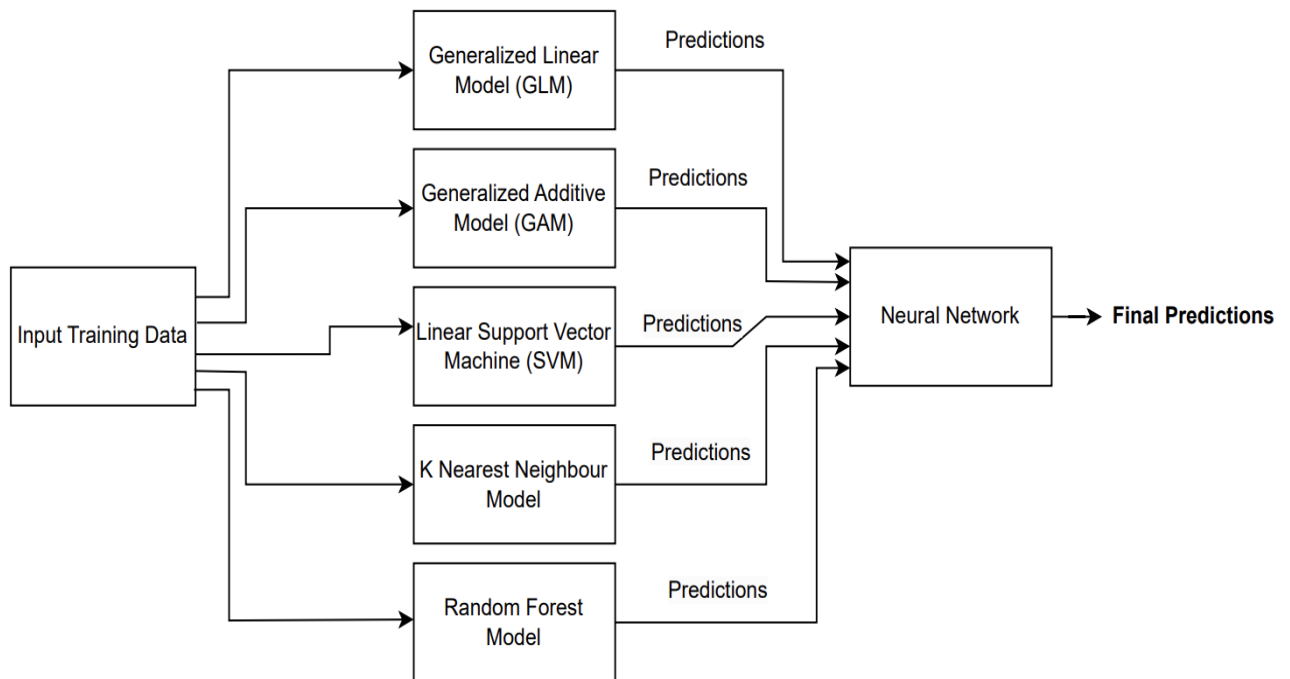 Predictions
Generalized Linear
Model (GLM)
Predictions
Generalized Additive
Model (GAM)
Input Training Data
Predictions
Linear Support Vector
Machine (SVM)
Neural Network
Final Predictions
Predictions
K Nearest Neighbour
Model
Predictions
Random Forest
Model